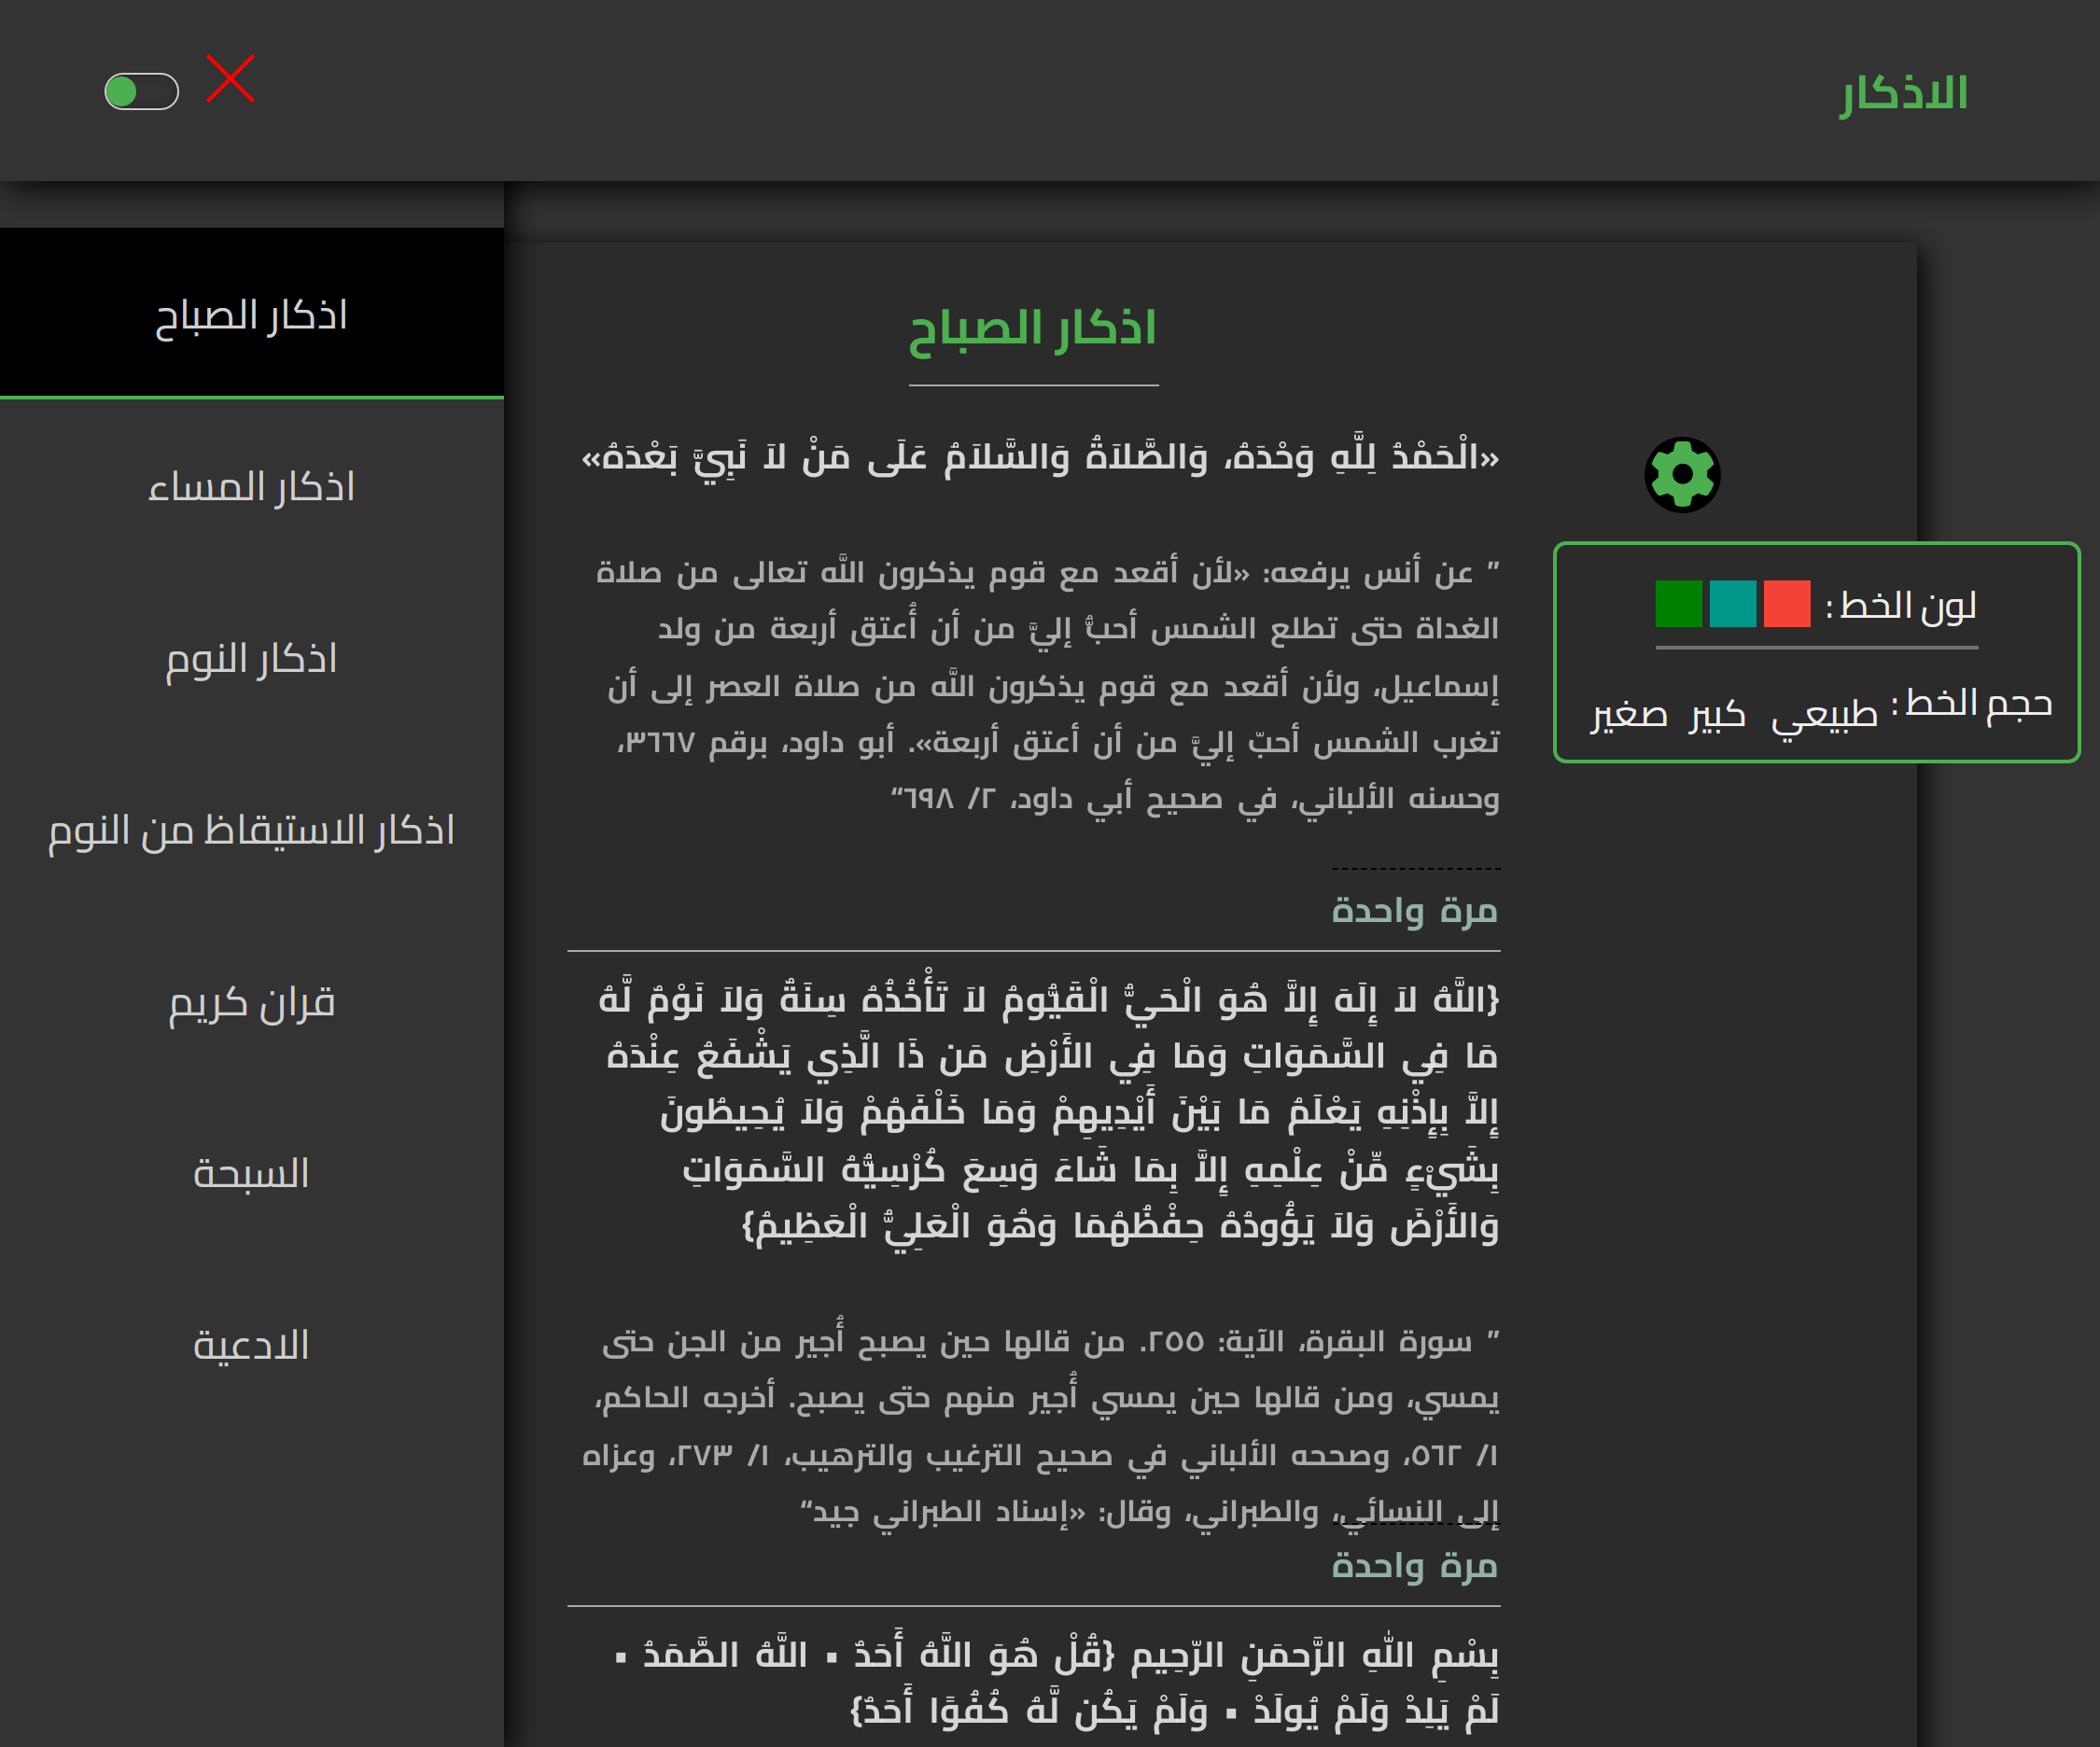 الاذكار
اذكار الصباح
اذكار المساء
اذكار النوم
اذكار الاستيقاظ من النوم
قران كريم
السبحة
الادعية
اذكار الصباح
«الْحَمْدُ لِلَّهِ وَحْدَهُ، وَالصَّلاَةُ وَالسَّلاَمُ عَلَى مَنْ لاَ نَبِيَّ بَعْدَهُ»
" عن أنس يرفعه: «لأن أقعد مع قوم يذكرون الله تعالى من صلاة
الغداة حتى تطلع الشمس أحبُّ إليَّ من أن أُعتق أربعة من ولد
إسماعيل، ولأن أقعد مع قوم يذكرون الله من صلاة العصر إلى أن
تغرب الشمس أحبّ إليَّ من أن أعتق أربعة». أبو داود، برقم ٣٦٦٧،
وحسنه الألباني، في صحيح أبي داود، ٢/ ٦٩٨"
مرة واحدة
{اللَّهُ لاَ إِلَهَ إِلاَّ هُوَ الْحَيُّ الْقَيُّومُ لاَ تَأْخُذُهُ سِنَةٌ وَلاَ نَوْمٌ لَّهُ
مَا فِي السَّمَوَاتِ وَمَا فِي الأَرْضِ مَن ذَا الَّذِي يَشْفَعُ عِنْدَهُ
إِلاَّ بِإِذْنِهِ يَعْلَمُ مَا بَيْنَ أَيْدِيهِمْ وَمَا خَلْفَهُمْ وَلاَ يُحِيطُونَ
بِشَيْءٍ مِّنْ عِلْمِهِ إِلاَّ بِمَا شَاءَ وَسِعَ كُرْسِيُّهُ السَّمَوَاتِ
وَالأَرْضَ وَلاَ يَؤُودُهُ حِفْظُهُمَا وَهُوَ الْعَلِيُّ الْعَظِيمُ}
" سورة البقرة، الآية: ٢٥٥. من قالها حين يصبح أُجير من الجن حتى
يمسي، ومن قالها حين يمسي أُجير منهم حتى يصبح. أخرجه الحاكم،
١/ ٥٦٢، وصححه الألباني في صحيح الترغيب والترهيب، ١/ ٢٧٣، وعزاه
إلى النسائي، والطبراني، وقال: «إسناد الطبراني جيد"
مرة واحدة
بِسْمِ اللهِ الرَّحمَنِ الرّحِيم {قُلْ هُوَ اللَّهُ أَحَدٌ ▪ اللَّهُ الصَّمَدُ ▪
لَمْ يَلِدْ وَلَمْ يُولَدْ ▪ وَلَمْ يَكُن لَّهُ كُفُوًا أَحَدٌ}
لون الخط :
حجم الخط : طبيعي كبير صغير